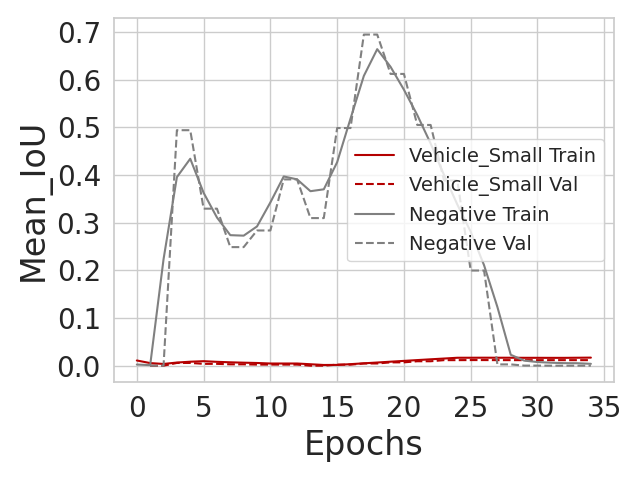 0.7
0.6
0.5
0.4
0.3
0.2
0.1
0.0
Mean_IoU
Vehicle_Small Train
Vehicle_Small Val
Negative Train
Negative Val
0 5 10 15 20 25 30 35
Epochs